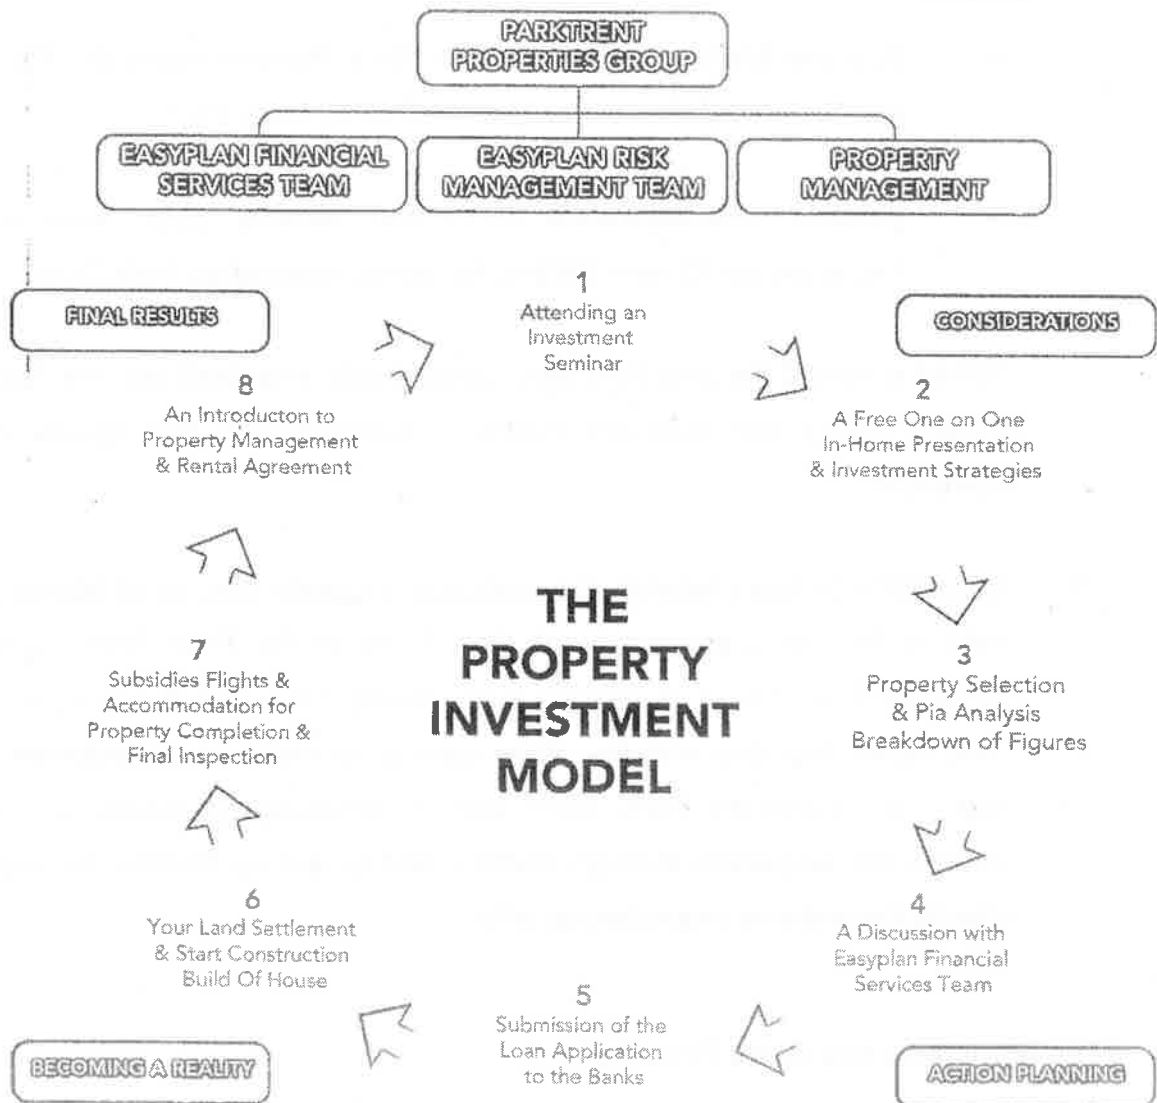 PARKTRENT
PROPERTIES GROUP
EASYPLAN FINANCIAL
SERVICES TEAM
EASYPLAN RISK
MANAGEMENT TEAM
PROPERTY
MANAGEMENT
FINAL RESULTS
1
Attending an
Investment
Seminar
CONSIDERATIONS
2
A Free One on One
In-Home Presentation
& Investment Strategies
3
Property Selection
& Pia Analysis
Breakdown of Figures
4
A Discussion with
Easyplan Financial
Services Team
ACTION PLANNING
5
Submission of the
Loan Application
to the Banks
BECOMING A REALITY
6
Your Land Settlement
& Start Construction
Build Of House
7
Subsidies Flights &
Accommodation for
Property Completion &
Final Inspection
8
An Introducton to
Property Management
& Rental Agreement
THE
PROPERTY
INVESTMENT
MODEL